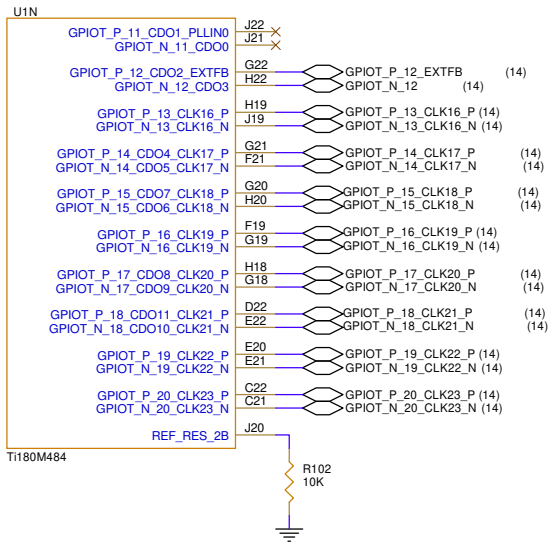 U1N
GPIOT_P_11_CDO1_PLLIN0 J22
GPIOT_N_11_CDO0 J21
GPIOT_P_12_CDO2_EXTFB G22 GPIOT_P_12_EXTFB (14)
GPIOT_N_12_CDO3 H22 GPIOT_N_12 (14)
GPIOT_P_13_CLK16_P H19 GPIOT_P_13_CLK16_P (14)
GPIOT_N_13_CLK16_N J19 GPIOT_N_13_CLK16_N (14)
GPIOT_P_14_CDO4_CLK17_P G21 GPIOT_P_14_CLK17_P (14)
GPIOT_N_14_CDO5_CLK17_N F21 GPIOT_N_14_CLK17_N (14)
GPIOT_P_15_CDO7_CLK18_P G20 GPIOT_P_15_CLK18_P (14)
GPIOT_N_15_CDO6_CLK18_N H20 GPIOT_N_15_CLK18_N (14)
GPIOT_P_16_CLK19_P F19 GPIOT_P_16_CLK19_P (14)
GPIOT_N_16_CLK19_N G19 GPIOT_N_16_CLK19_N (14)
GPIOT_P_17_CDO8_CLK20_P H18 GPIOT_P_17_CLK20_P (14)
GPIOT_N_17_CDO9_CLK20_N G18 GPIOT_N_17_CLK20_N (14)
GPIOT_P_18_CDO11_CLK21_P D22 GPIOT_P_18_CLK21_P (14)
GPIOT_N_18_CDO10_CLK21_N E22 GPIOT_N_18_CLK21_N (14)
GPIOT_P_19_CLK22_P E20 GPIOT_P_19_CLK22_P (14)
GPIOT_N_19_CLK22_N E21 GPIOT_N_19_CLK22_N (14)
GPIOT_P_20_CLK23_P C22 GPIOT_P_20_CLK23_P (14)
GPIOT_N_20_CLK23_N C21 GPIOT_N_20_CLK23_N (14)
REF_RES_2B J20
Ti180M484
R102
10K